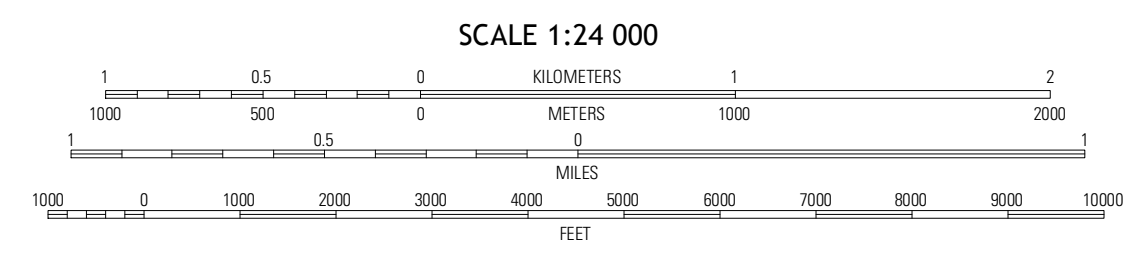 SCALE 1:24 000
1 0.5 0 KILOMETERS 1 2
1000 500 0 METERS 1000 2000
1 0.5 0 1
MILES
1000 0 1000 2000 3000 4000 5000 6000 7000 8000 9000 10000
FEET